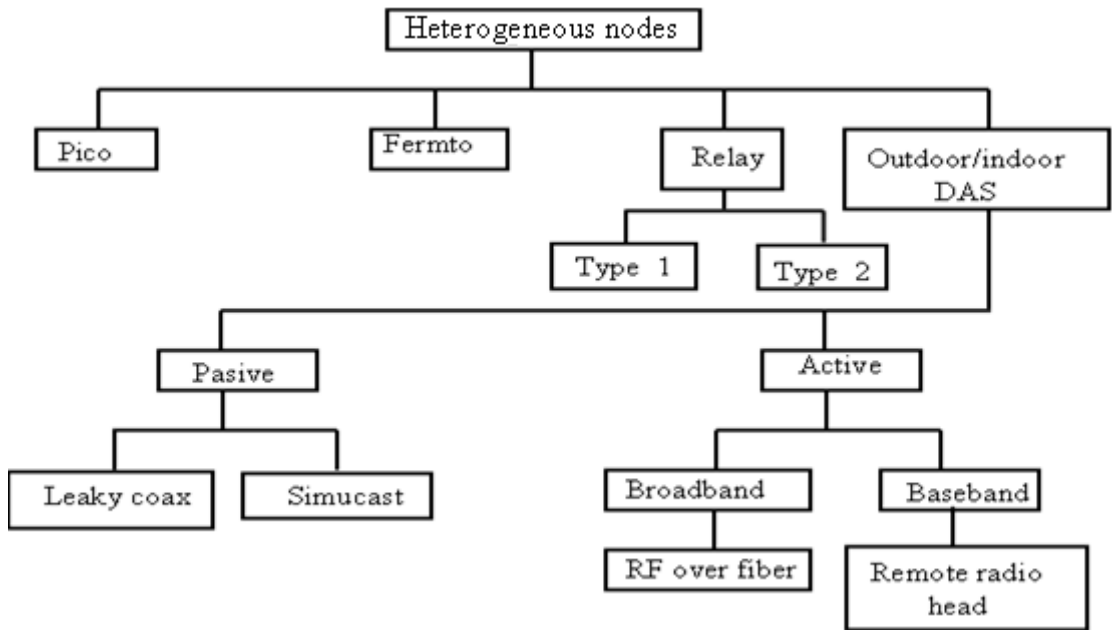 Heterogeneous nodes
Pico
Fermto
Relay
Outdoor/indoor
DAS
Type 1
Type 2
Pasive
Active
Leaky coax
Simucast
Broadband
Baseband
RF over fiber
Remote radio
head